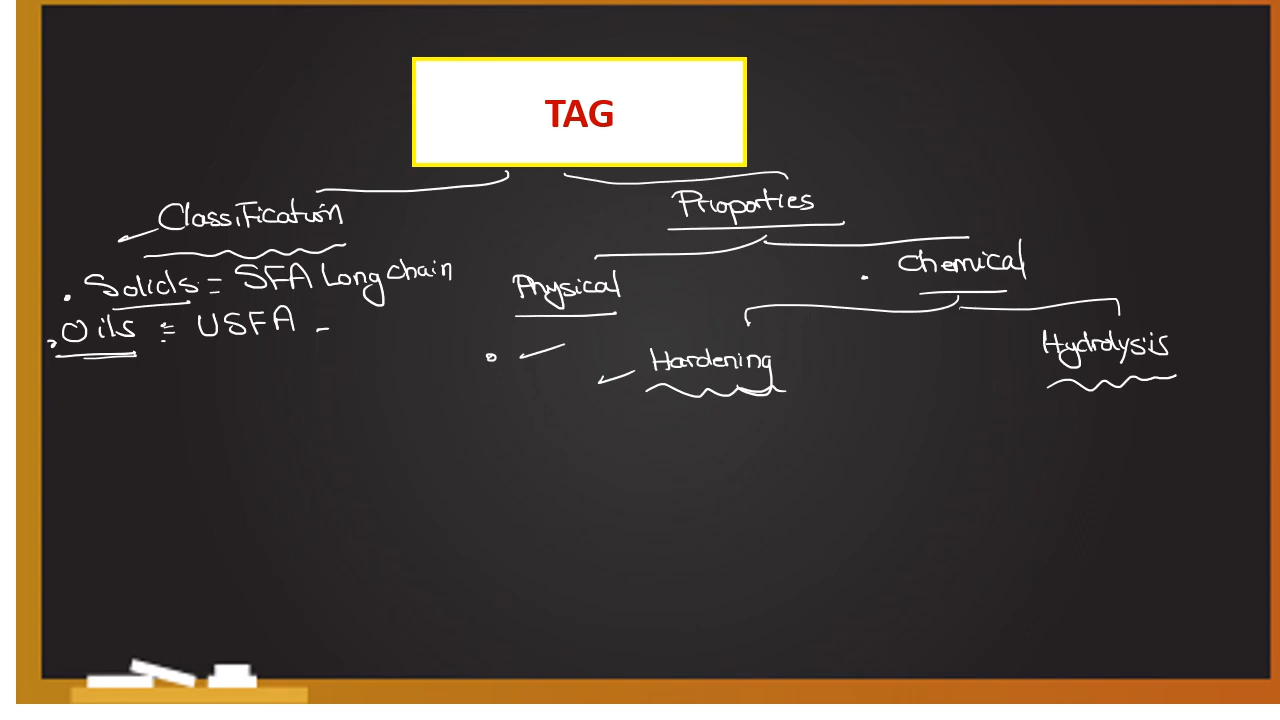 TAG
Classification
Properties
. Solids = SFA Long chain
. Oils = USFA -
Physical
. Chemical
Hardening
Hydrolysis